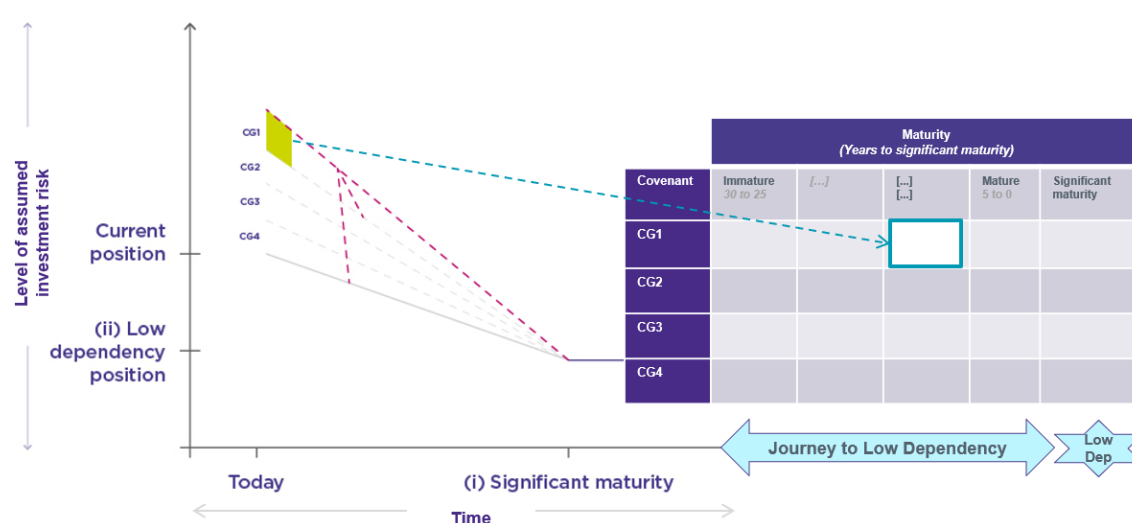 Level of assumed
investment risk
Current
position
(ii) Low
dependency
position
CG1
CG2
CG3
CG4
Today
(i) Significant maturity
Time
Maturity
(Years to significant maturity)
Covenant
Immature
30 to 25
[...]
[...]
[...]
Mature
5 to 0
Significant
maturity
CG1
CG2
CG3
CG4
Journey to Low Dependency
Low
Dep